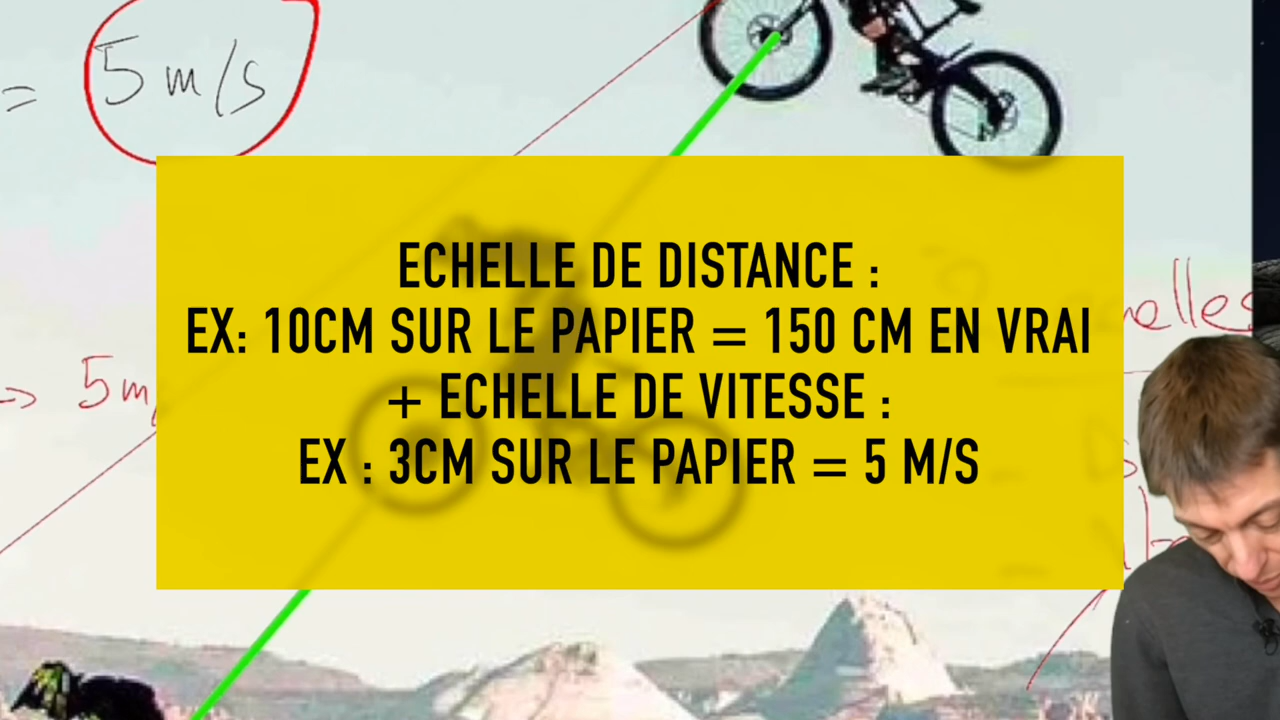 = 5 m/s
ECHELLE DE DISTANCE :
EX: 10CM SUR LE PAPIER = 150 CM EN VRAI
+ ECHELLE DE VITESSE :
EX : 3CM SUR LE PAPIER = 5 M/S
→ 5m